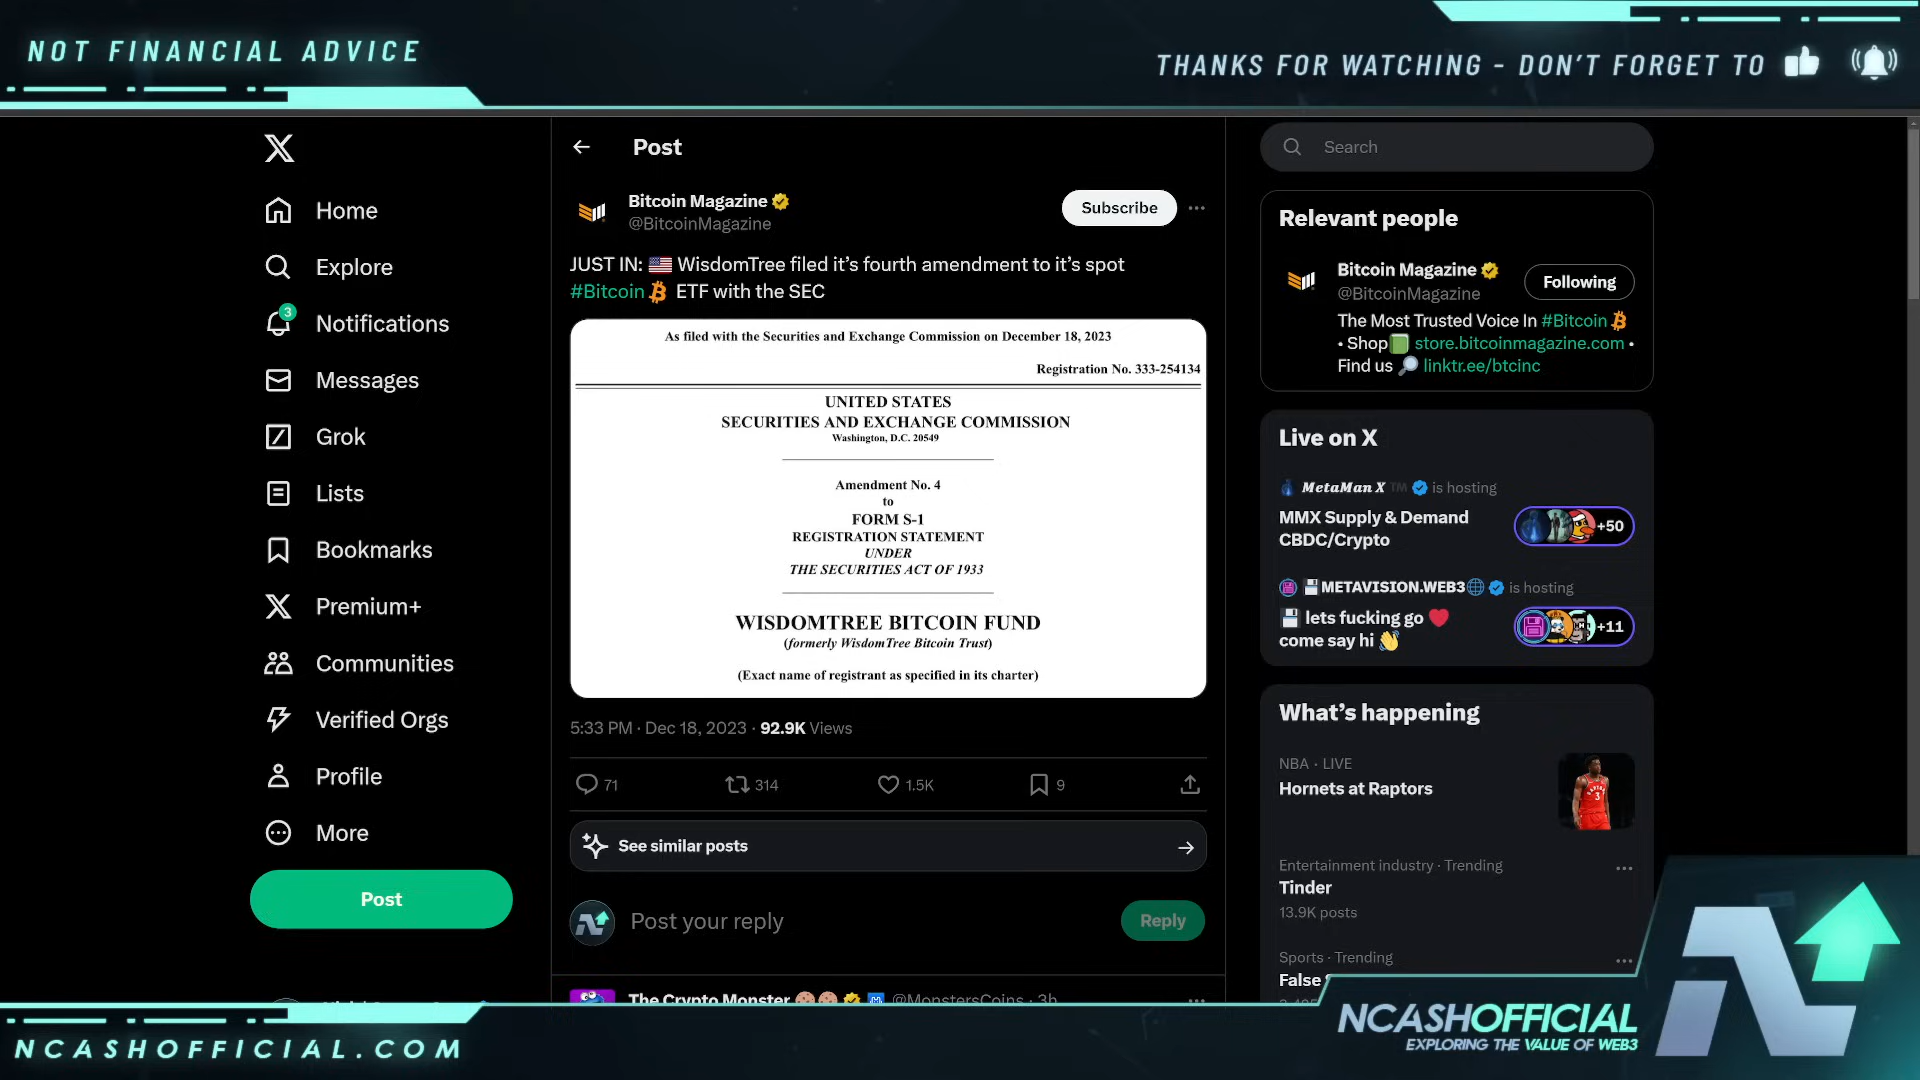 NOT FINANCIAL ADVICE
THANKS FOR WATCHING - DON'T FORGET TO
Home
Explore
3
Notifications
Messages
Grok
Lists
Bookmarks
Premium+
Communities
Verified Orgs
Profile
More
Post
Post
Bitcoin Magazine
@BitcoinMagazine
Subscribe
JUST IN: 🇺🇸 WisdomTree filed it’s fourth amendment to it’s spot
#Bitcoin ETF with the SEC
As filed with the Securities and Exchange Commission on December 18, 2023
Registration No. 333-254134
UNITED STATES
SECURITIES AND EXCHANGE COMMISSION
Washington, D.C. 20549
Amendment No. 4
to
FORM S-1
REGISTRATION STATEMENT
UNDER
THE SECURITIES ACT OF 1933
WISDOMTREE BITCOIN FUND
(formerly WisdomTree Bitcoin Trust)
(Exact name of registrant as specified in its charter)
5:33 PM · Dec 18, 2023 · 92.9K Views
71 314 1.5K 9
See similar posts
Post your reply
Reply
The Crypto Monster 🍪🍪 @MonstersCoins · 3h
Search
Relevant people
Bitcoin Magazine
@BitcoinMagazine
Following
The Most Trusted Voice In #Bitcoin
• Shop📗 store.bitcoinmagazine.com •
Find us 🔎 linktr.ee/btcinc
Live on X
MetaMan X ™ is hosting
MMX Supply & Demand
CBDC/Crypto
+50
💾METAVISION.WEB3🌐 is hosting
💾 lets fucking go ❤️
come say hi 👋
+11
What’s happening
NBA · LIVE
Hornets at Raptors
Entertainment industry · Trending
Tinder
13.9K posts
Sports · Trending
False
NCASHOFFICIAL.COM
NCASHOFFICIAL
EXPLORING THE VALUE OF WEB3